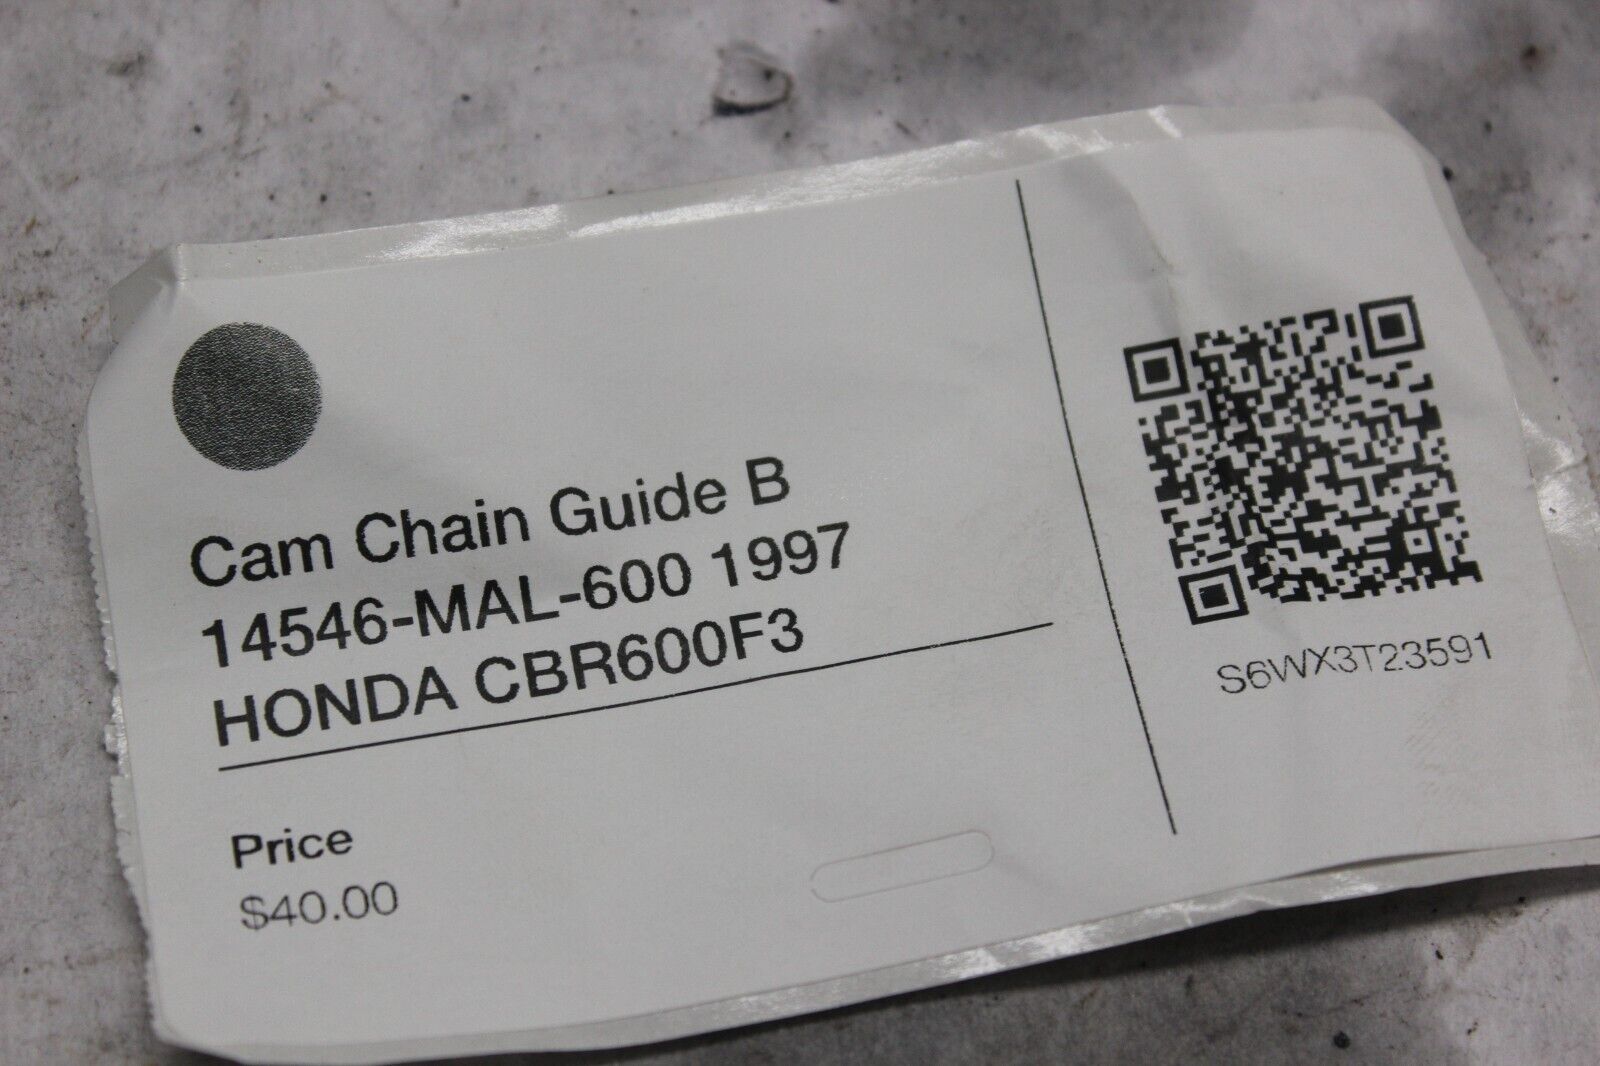 Cam Chain Guide B
14546-MAL-600 1997
HONDA CBR600F3
Price
$40.00
S6WX3T23591